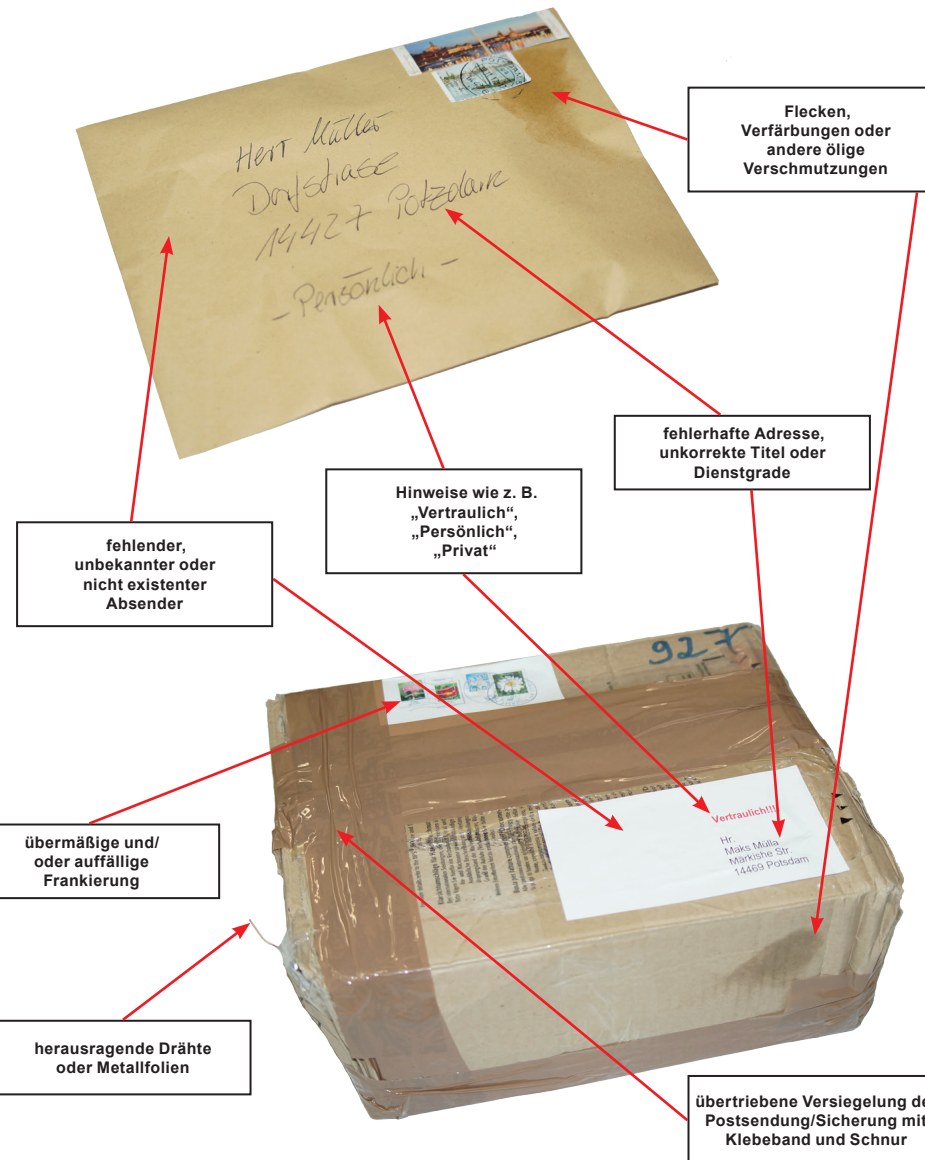 Flecken,
Verfärbungen oder
andere ölige
Verschmutzungen
Herr Müller
Dorfstrase
14427 Potzdam
- Persönlich -
fehlerhafte Adresse,
unkorrekte Titel oder
Dienstgrade
Hinweise wie z. B.
„Vertraulich“,
„Persönlich“,
„Privat“
fehlender,
unbekannter oder
nicht existenter
Absender
927
Vertraulich!!!
Hr.
Maks Mülla
Märkishe Str.
14469 Potsdam
übermäßige und/
oder auffällige
Frankierung
herausragende Drähte
oder Metallfolien
übertriebene Versiegelung de
Postsendung/Sicherung mit
Klebeband und Schnur